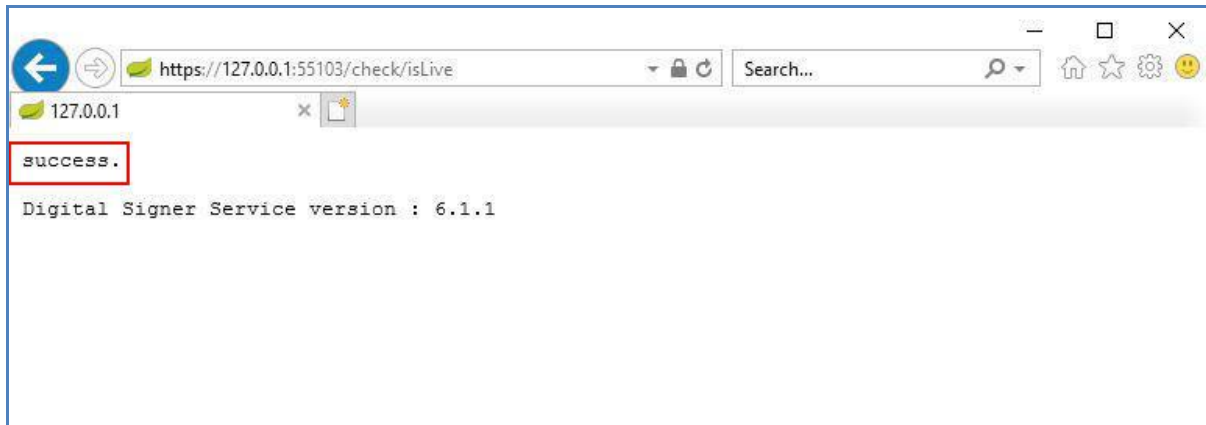 https://127.0.0.1:55103/check/isLive
Search...
127.0.0.1
success.
Digital Signer Service version : 6.1.1